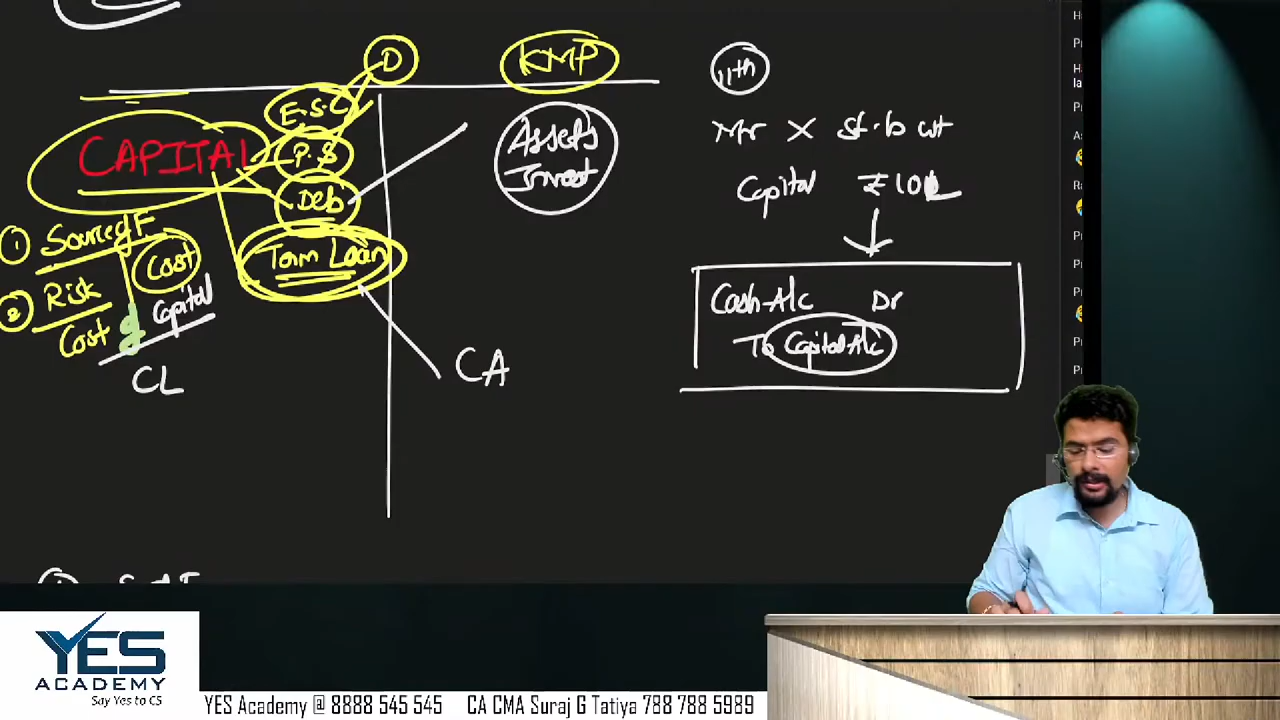 D
KMP
11th
E.S.C
CAPITAL
P.S
Assets
Invest
Mr X st. b wt
Deb
Capital ₹ 10L
① Source of F
Cost
Term Loan
② Risk
Capital
Cost
Cash A/c Dr
To Capital A/c
CL
CA
YES
ACADEMY
Say Yes to CS
YES Academy @ 8888 545 545 CA CMA Suraj G Tatiya 788 788 5989